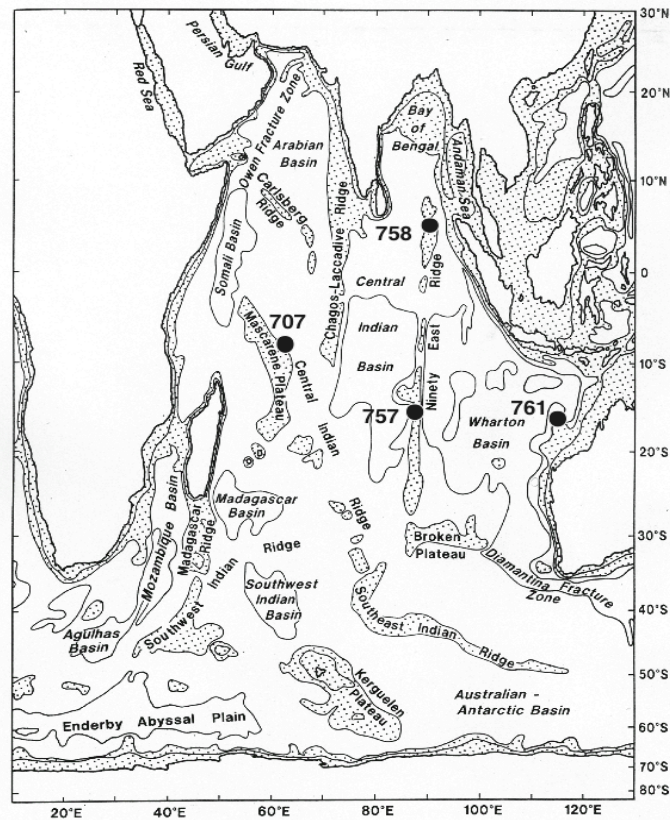 30°N
Persian
Gulf
Red Sea
20°N
Owen Fracture Zone
Arabian
Basin
Bay
of
Bengal
Andaman Sea
10°N
Carlsberg
Ridge
Chagos-Laccadive Ridge
758
Somali Basin
Ridge
0
Central
Indian
Basin
East
Ninety
707
Mascarene Plateau
Central
Indian
Ridge
10°S
757
761
Wharton
Basin
20°S
Madagascar
Basin
Mozambique Basin
Madagascar
Ridge
Broken
Plateau
30°S
Diamantina Fracture
Zone
Southwest Indian Ridge
Southwest
Indian
Basin
40°S
Southeast Indian Ridge
Agulhas
Basin
Kerguelen
Plateau
50°S
Australian -
Antarctic Basin
Enderby Abyssal Plain
60°S
70°S
80°S
20°E 40°E 60°E 80°E 100°E 120°E